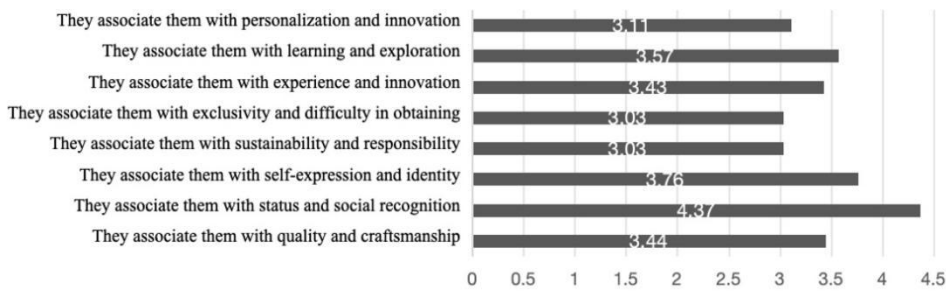 They associate them with personalization and innovation 3.11
They associate them with learning and exploration 3.57
They associate them with experience and innovation 3.43
They associate them with exclusivity and difficulty in obtaining 3.03
They associate them with sustainability and responsibility 3.03
They associate them with self-expression and identity 3.76
They associate them with status and social recognition 4.37
They associate them with quality and craftsmanship 3.44
0 0.5 1 1.5 2 2.5 3 3.5 4 4.5